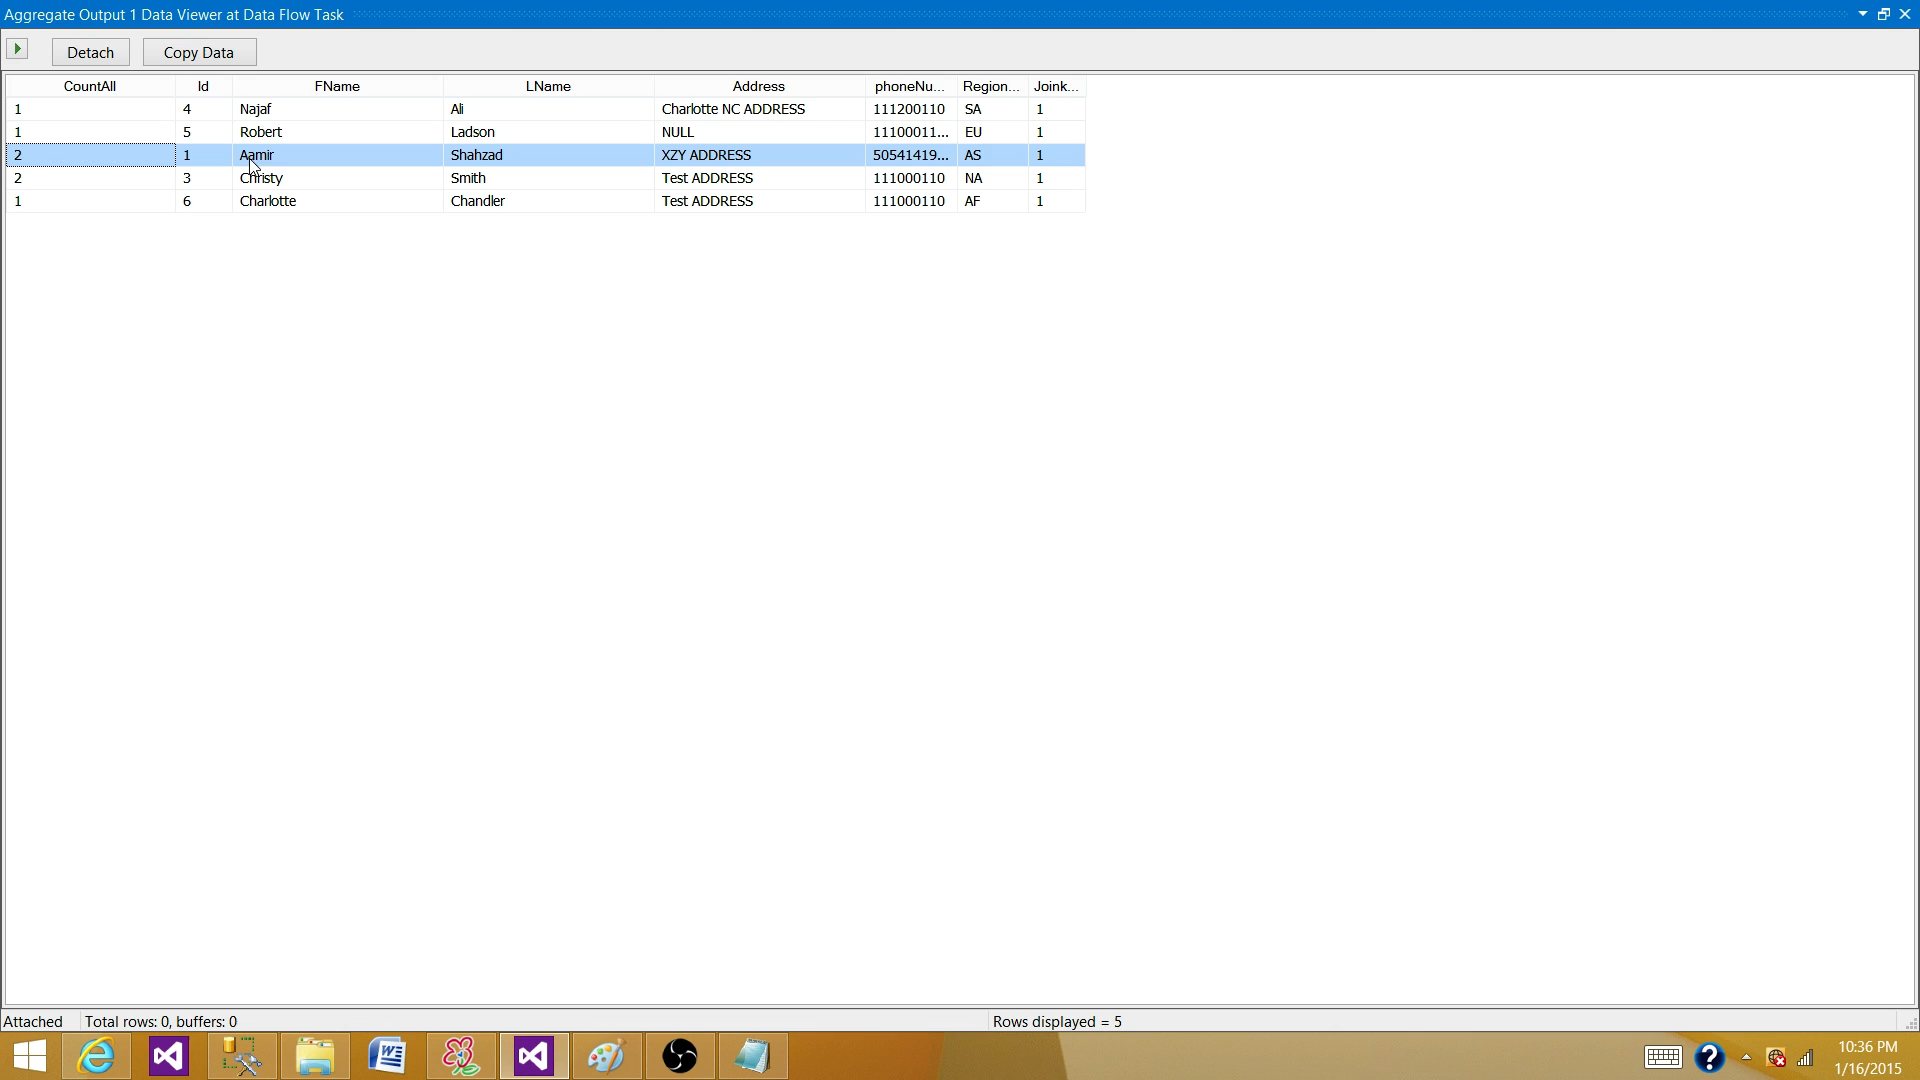 Aggregate Output 1 Data Viewer at Data Flow Task
Detach Copy Data
CountAll Id FName LName Address phoneNu... Region... Joink...
1 4 Najaf Ali Charlotte NC ADDRESS 111200110 SA 1
1 5 Robert Ladson NULL 11100011... EU 1
2 1 Aamir Shahzad XZY ADDRESS 50541419... AS 1
2 3 Christy Smith Test ADDRESS 111000110 NA 1
1 6 Charlotte Chandler Test ADDRESS 111000110 AF 1
Attached Total rows: 0, buffers: 0 Rows displayed = 5
10:36 PM
1/16/2015